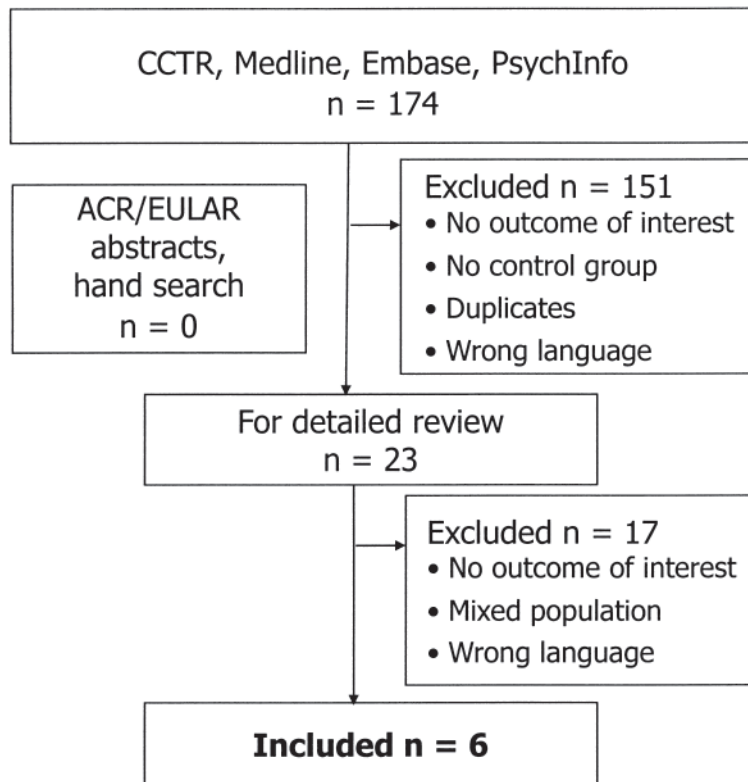 CCTR, Medline, Embase, PsychInfo
n = 174
ACR/EULAR
abstracts,
hand search
n = 0
Excluded n = 151
• No outcome of interest
• No control group
• Duplicates
• Wrong language
For detailed review
n = 23
Excluded n = 17
• No outcome of interest
• Mixed population
• Wrong language
Included n = 6